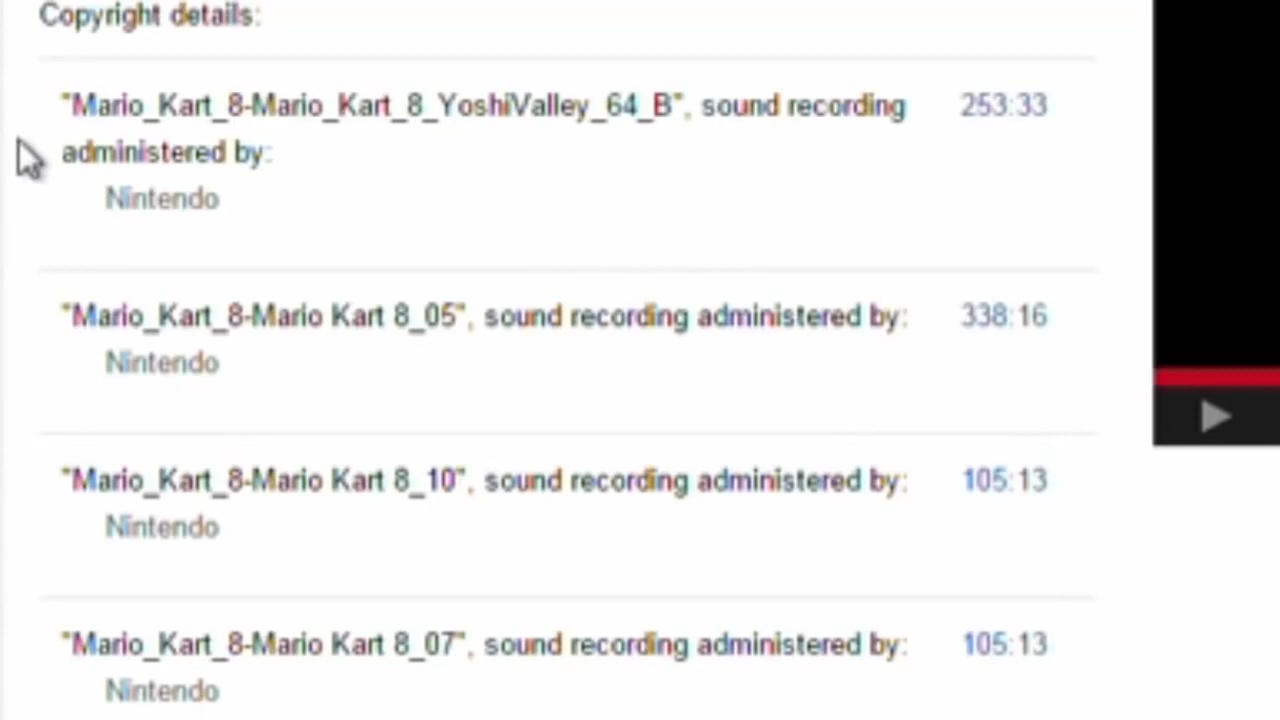 Copyright details:
"Mario_Kart_8-Mario_Kart_8_YoshiValley_64_B", sound recording 253:33
administered by:
Nintendo
"Mario_Kart_8-Mario Kart 8_05", sound recording administered by: 338:16
Nintendo
"Mario_Kart_8-Mario Kart 8_10", sound recording administered by: 105:13
Nintendo
"Mario_Kart_8-Mario Kart 8_07", sound recording administered by: 105:13
Nintendo